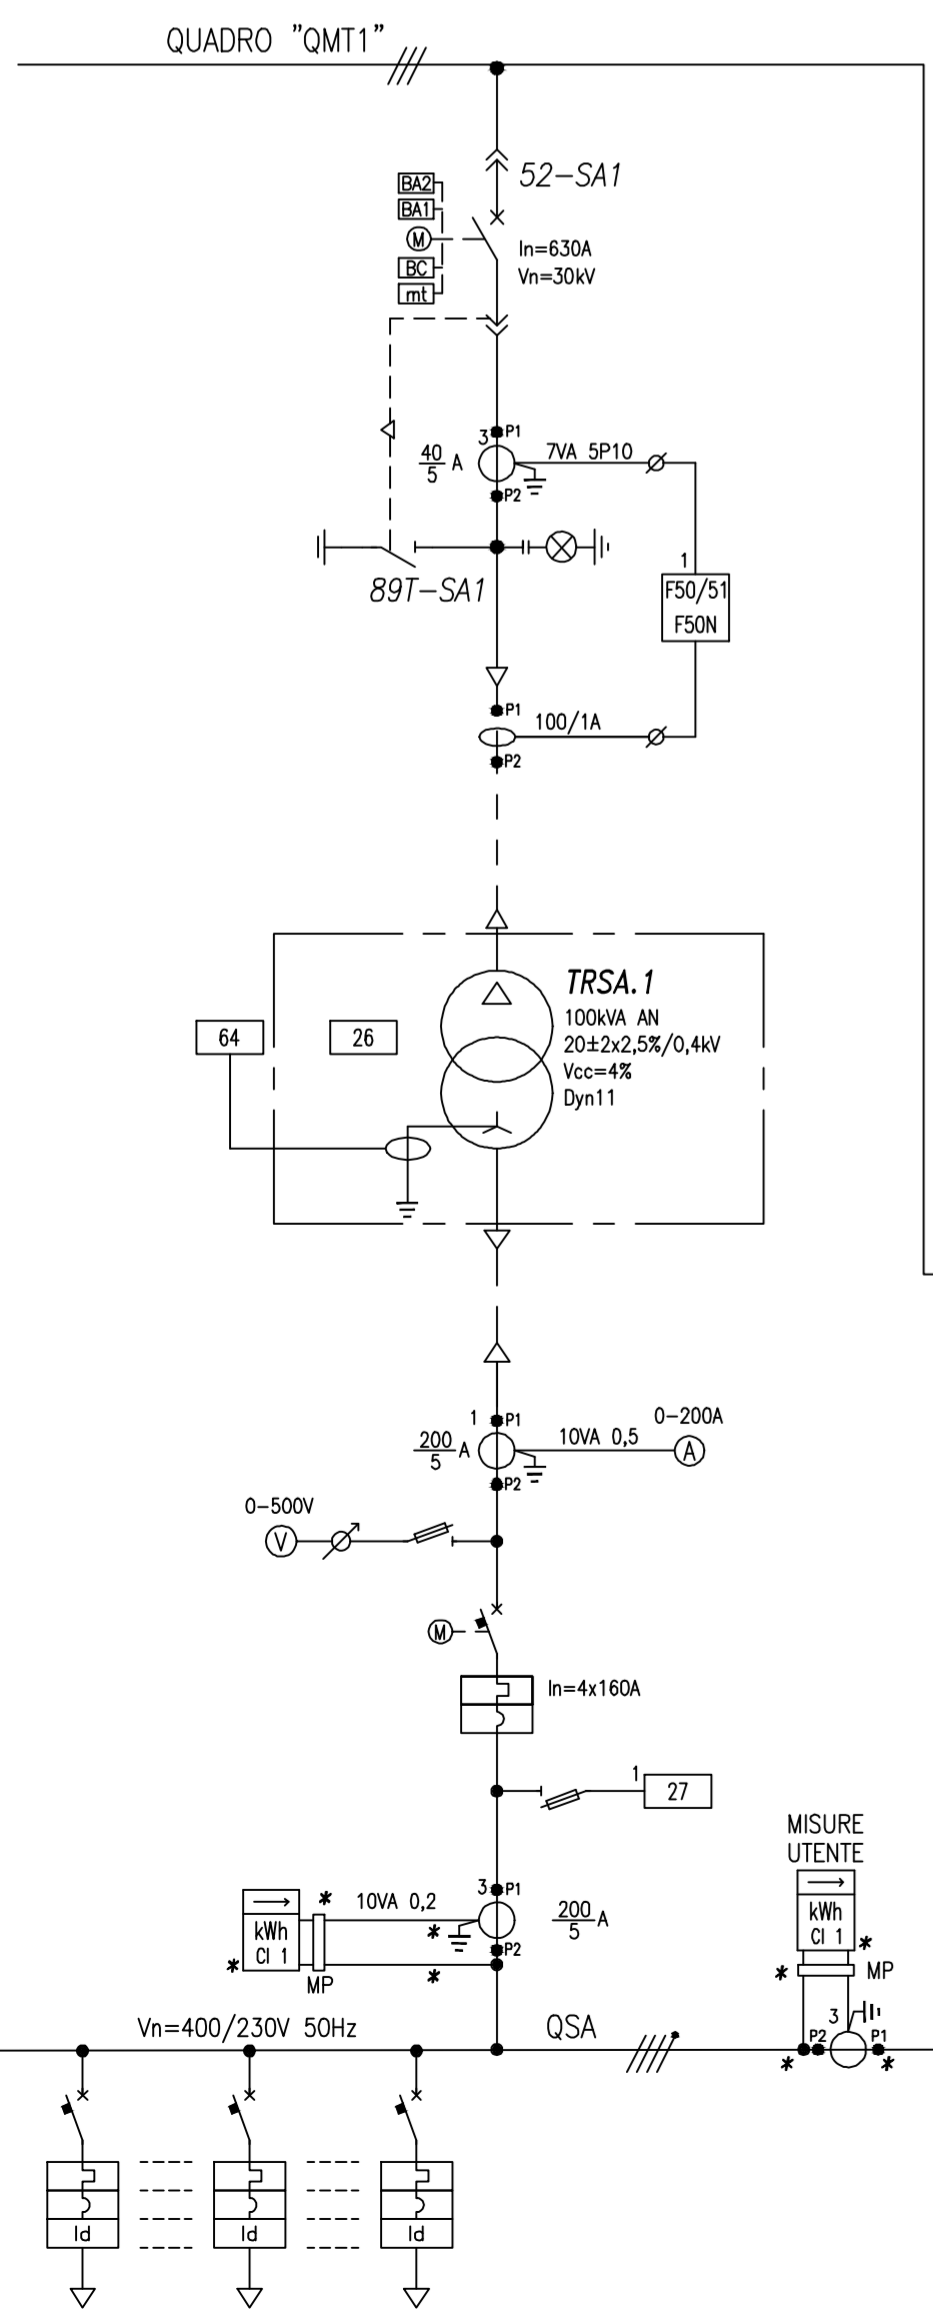 QUADRO "QMT1"
52-SA1
BA2
BA1
M
BC
mt
In=630A
Vn=30kV
3
P1
40/5 A
7VA 5P10
P2
89T-SA1
1
F50/51
F50N
P1
100/1A
P2
TRSA.1
100kVA AN
20±2x2,5%/0,4kV
Vcc=4%
Dyn11
64
26
1
P1
0-200A
200/5 A
10VA 0,5
A
P2
0-500V
V
M
In=4x160A
1
27
MISURE
UTENTE
3
P1
* 10VA 0,2
200/5 A
kWh
Cl 1
*
*
P2
*
MP
kWh
Cl 1
*
*
MP
Vn=400/230V 50Hz
QSA
3
P2
P1
*
*
Id
Id
Id